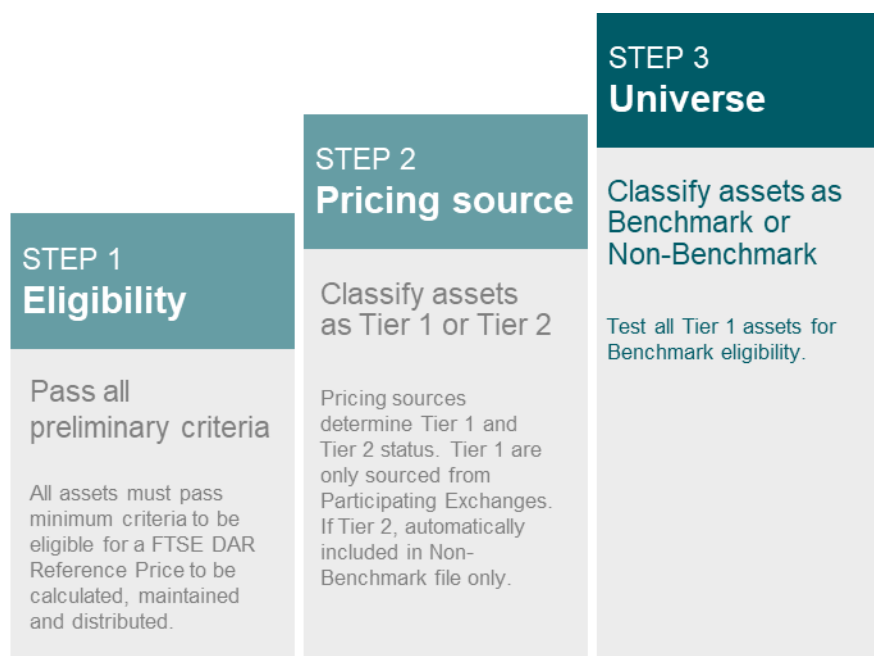 STEP 1
Eligibility
Pass all
preliminary criteria
All assets must pass
minimum criteria to be
eligible for a FTSE DAR
Reference Price to be
calculated, maintained
and distributed.
STEP 2
Pricing source
Classify assets
as Tier 1 or Tier 2
Pricing sources
determine Tier 1 and
Tier 2 status. Tier 1 are
only sourced from
Participating Exchanges.
If Tier 2, automatically
included in Non-
Benchmark file only.
STEP 3
Universe
Classify assets as
Benchmark or
Non-Benchmark
Test all Tier 1 assets for
Benchmark eligibility.